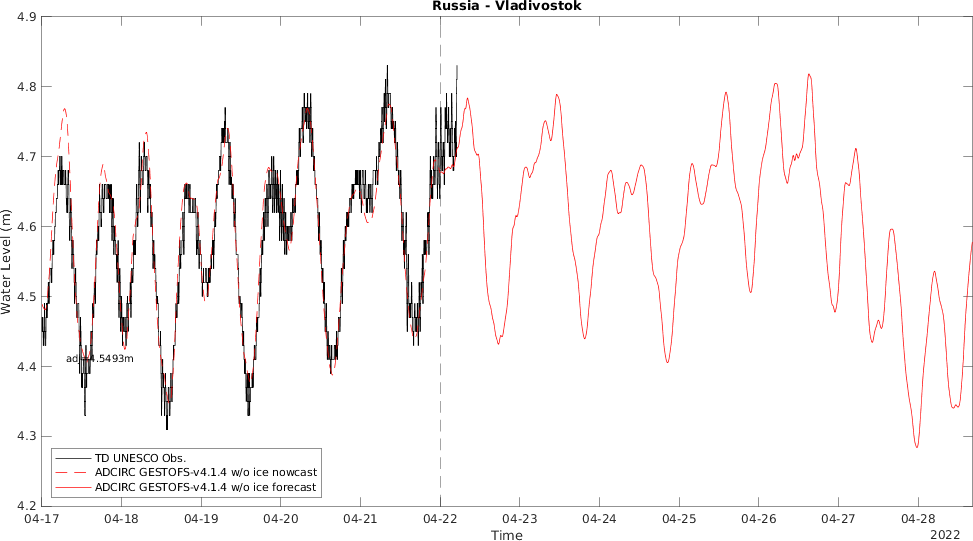 Russia - Vladivostok
4.9
4.8
4.7
4.6
4.5
4.4
4.3
4.2
Water Level (m)
4.5493m
TD UNESCO Obs.
ADCIRC GESTOFS-v4.1.4 w/o ice nowcast
ADCIRC GESTOFS-v4.1.4 w/o ice forecast
04-17 04-18 04-19 04-20 04-21 04-22 04-23 04-24 04-25 04-26 04-27 04-28
Time
2022